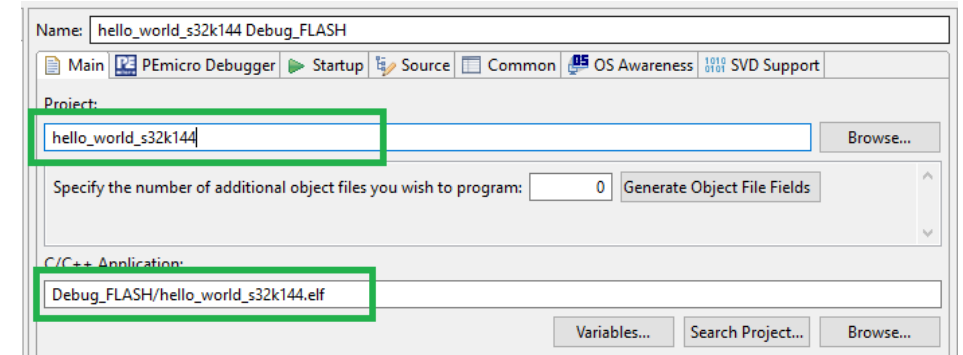 Name: hello_world_s32k144 Debug_FLASH
Main PEmicro Debugger Startup Source Common OS Awareness SVD Support
Project:
hello_world_s32k144 Browse...
Specify the number of additional object files you wish to program: 0 Generate Object File Fields
C/C++ Application:
Debug_FLASH/hello_world_s32k144.elf
Variables... Search Project... Browse...